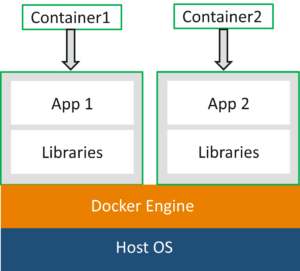 Container1
Container2
App 1
App 2
Libraries
Libraries
Docker Engine
Host OS